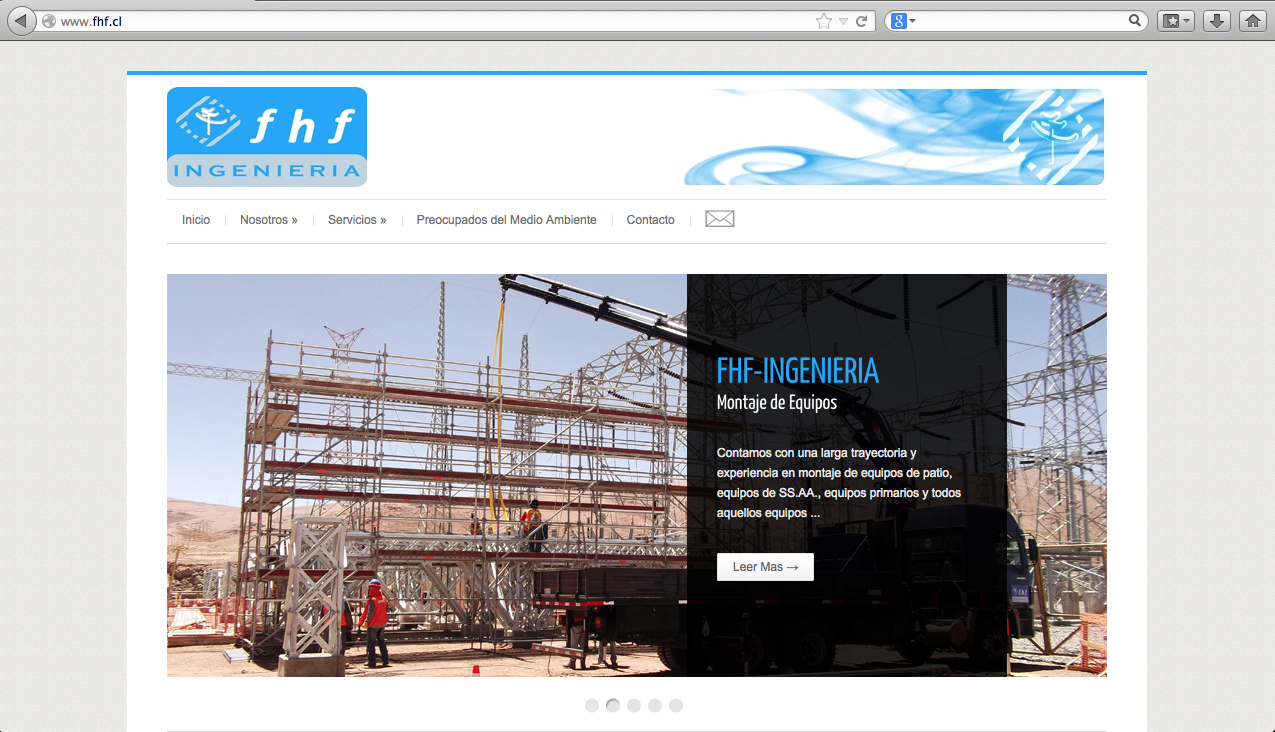 www.fhf.cl
fhf
INGENIERIA
Inicio
Nosotros »
Servicios »
Preocupados del Medio Ambiente
Contacto
FHF-INGENIERIA
Montaje de Equipos
Contamos con una larga trayectoria y
experiencia en montaje de equipos de patio,
equipos de SS.AA., equipos primarios y todos
aquellos equipos ...
Leer Mas →